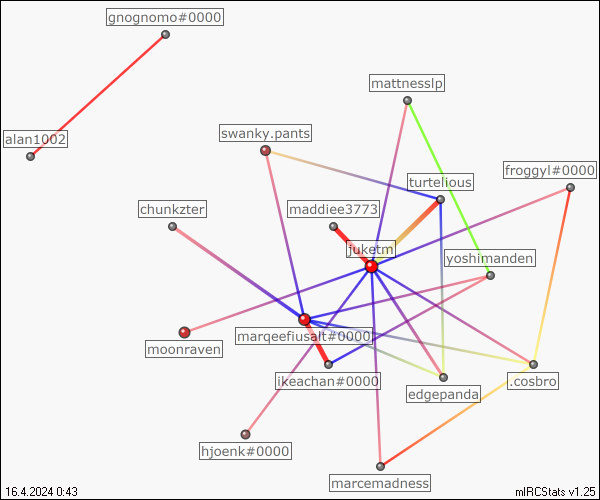 gnognomo#0000
mattnesslp
swanky.pants
alan1002
froggyl#0000
turtelious
chunkzter
maddiee3773
juketm
yoshimanden
marqeefiusalt#0000
moonraven
ikeachan#0000
.cosbro
edgepanda
hjoenk#0000
marcemadness
16.4.2024 0:43
mIRCStats v1.25